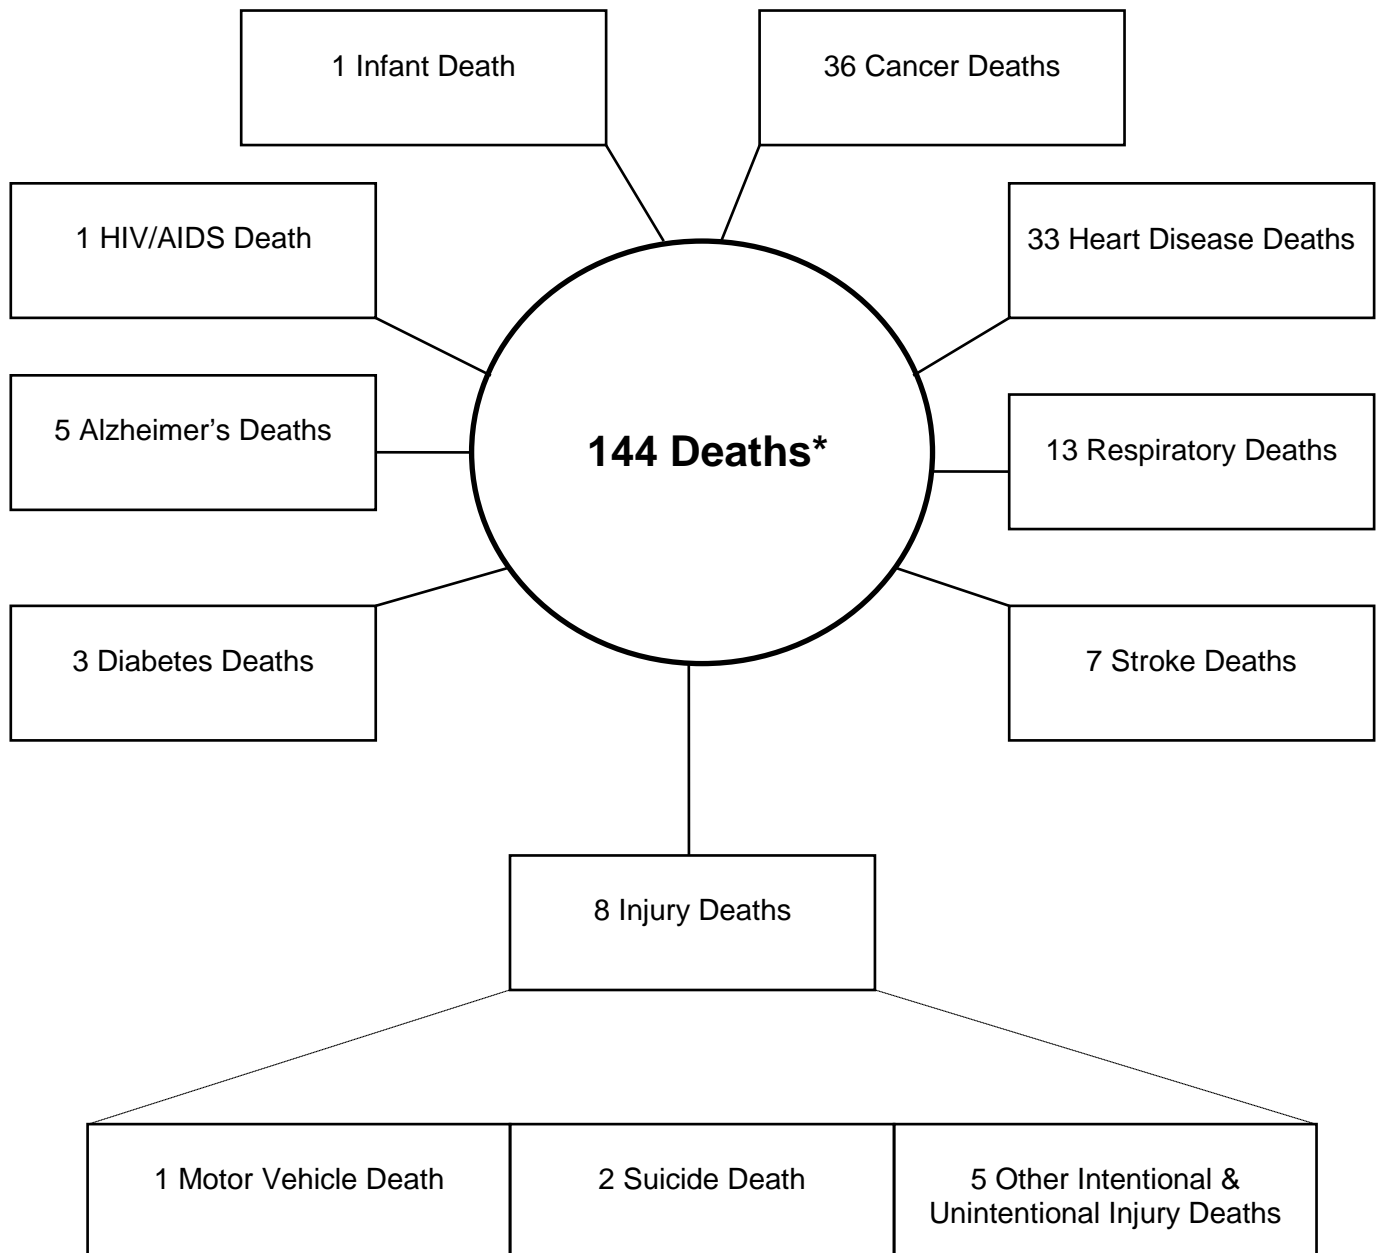 1 Infant Death
36 Cancer Deaths
1 HIV/AIDS Death
33 Heart Disease Deaths
5 Alzheimer’s Deaths
144 Deaths*
13 Respiratory Deaths
3 Diabetes Deaths
7 Stroke Deaths
8 Injury Deaths
1 Motor Vehicle Death
2 Suicide Death
5 Other Intentional &
Unintentional Injury Deaths